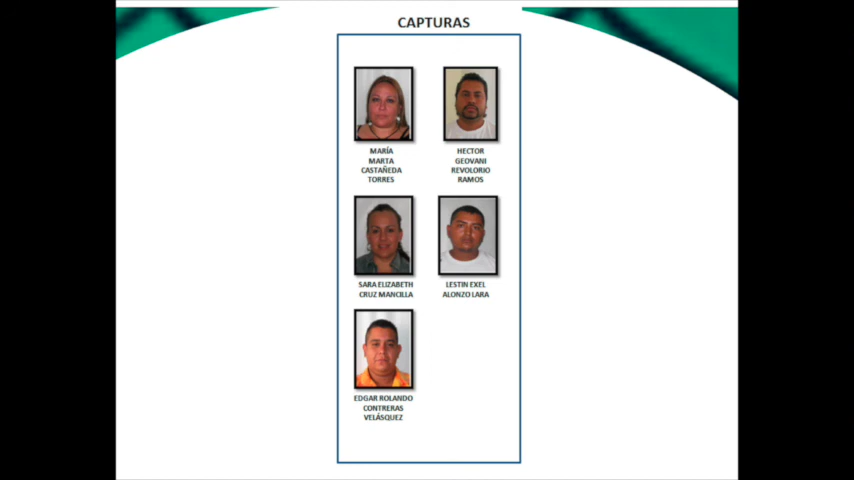 CAPTURAS
MARÍA
MARTA
CASTAÑEDA
TORRES
HECTOR
GEOVANI
REVOLORIO
RAMOS
SARA ELIZABETH
CRUZ MANCILLA
LESTIN EXEL
ALONZO LARA
EDGAR ROLANDO
CONTRERAS
VELÁSQUEZ